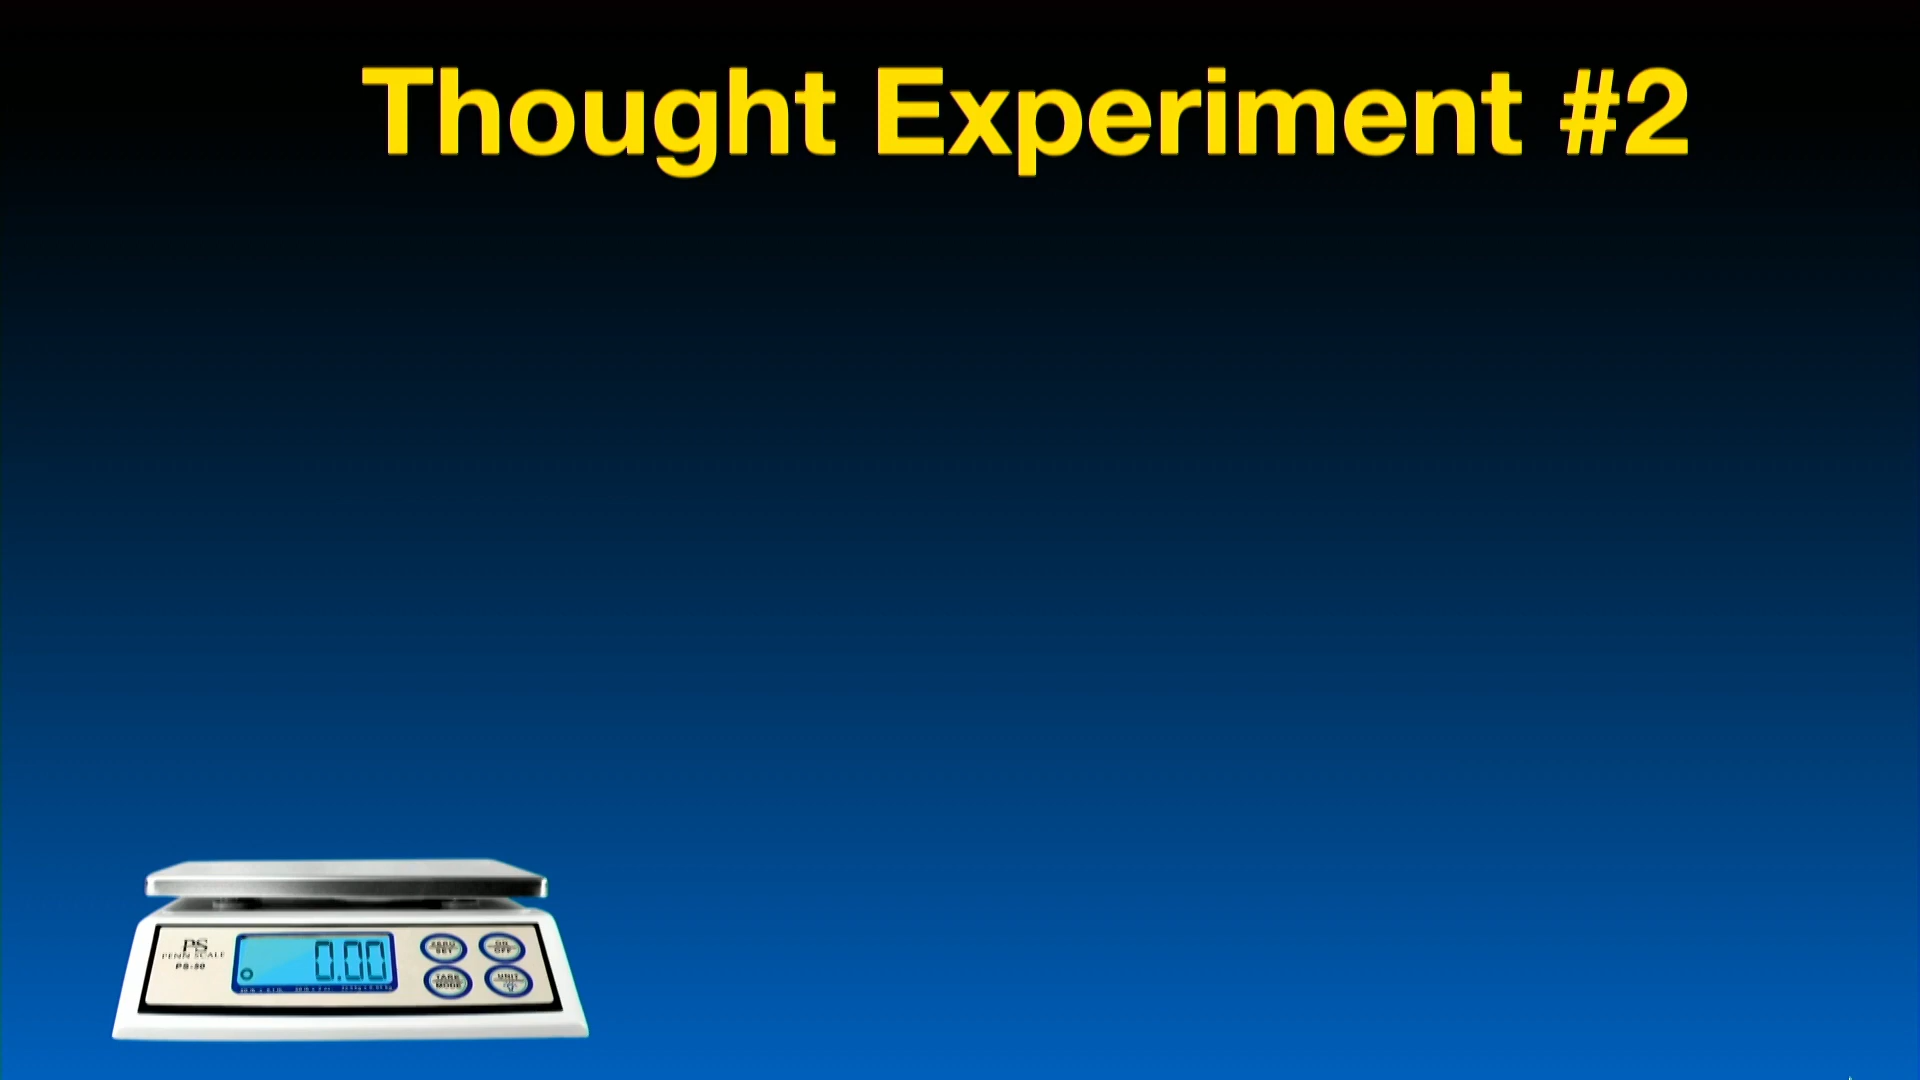 Thought Experiment #2
PS
PENN SCALE
PS-50
0.00
ZERO
SET
ON
OFF
TARE
MODE
UNIT